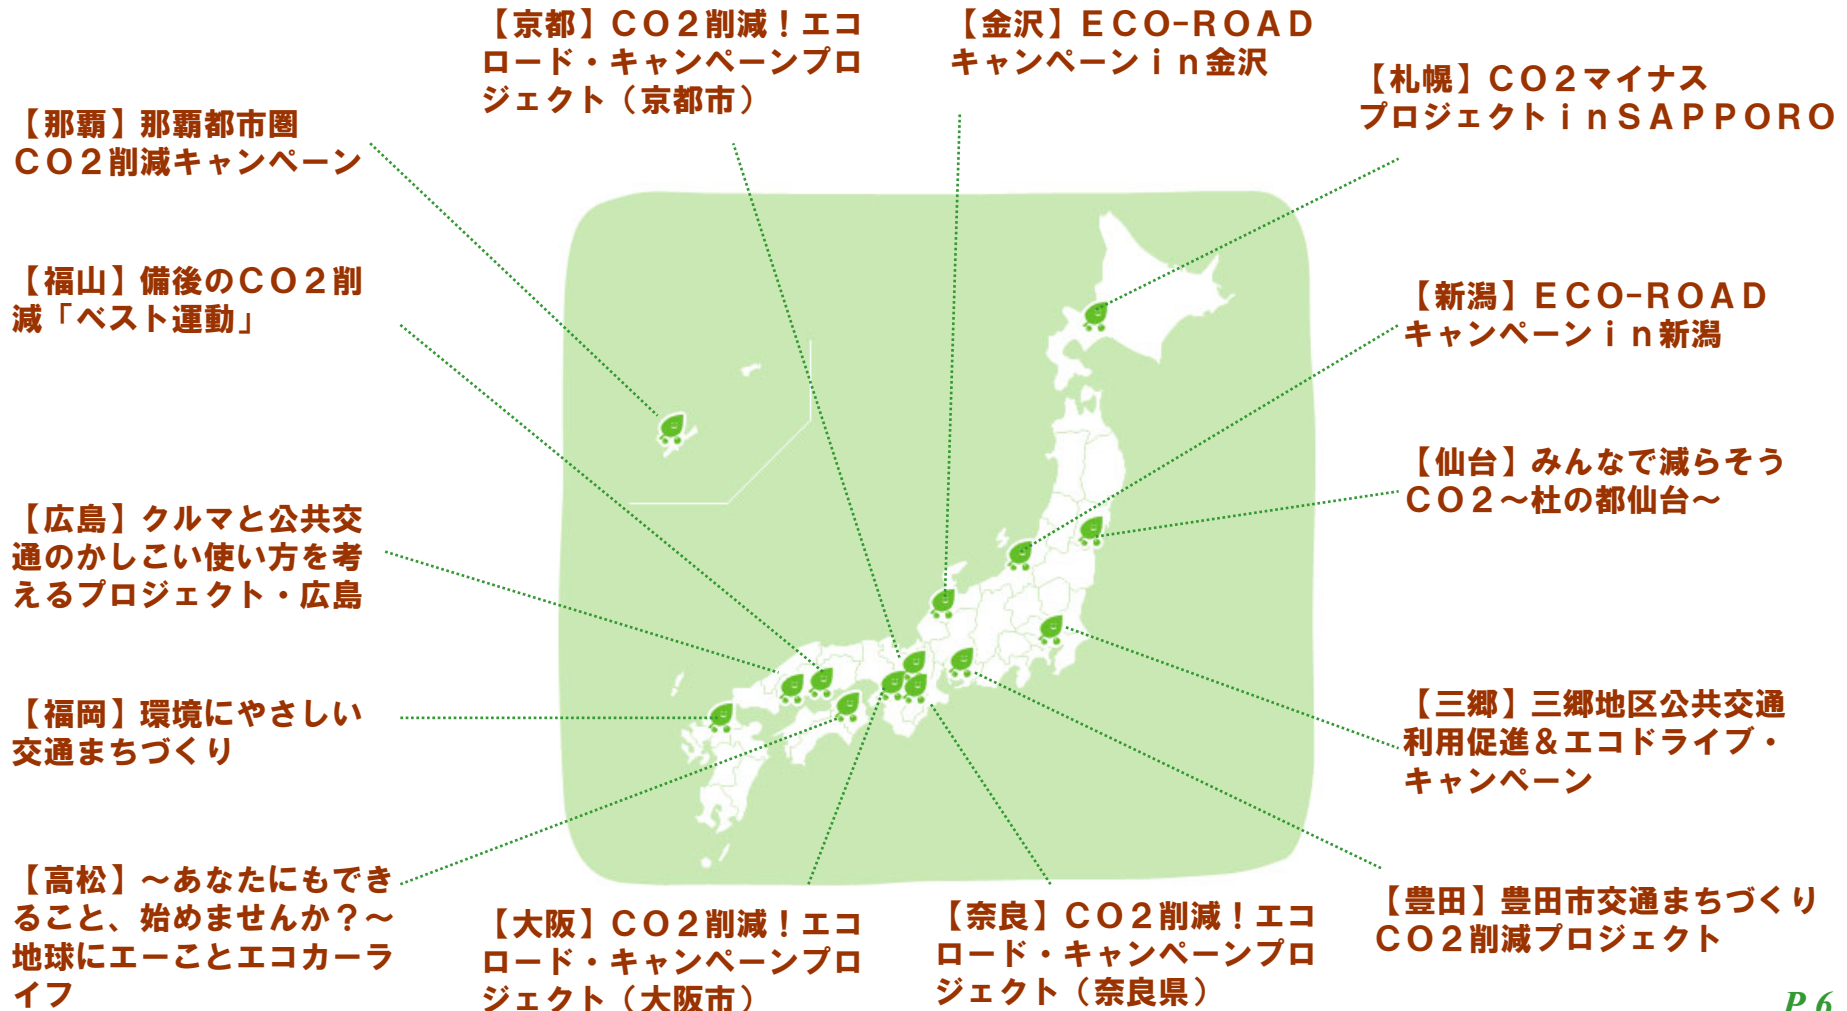 【京都】ＣＯ２削減！エコ
ロード・キャンペーンプロ
ジェクト（京都市）
【金沢】ＥＣＯ−ＲＯＡＤ
キャンペーンｉｎ金沢
【札幌】ＣＯ２マイナス
プロジェクトｉｎＳＡＰＰＯＲＯ
【那覇】那覇都市圏
ＣＯ２削減キャンペーン
【福山】備後のＣＯ２削
減「ベスト運動」
【新潟】ＥＣＯ−ＲＯＡＤ
キャンペーンｉｎ新潟
【仙台】みんなで減らそう
ＣＯ２～杜の都仙台～
【広島】クルマと公共交
通のかしこい使い方を考
えるプロジェクト・広島
【福岡】環境にやさしい
交通まちづくり
【三郷】三郷地区公共交通
利用促進＆エコドライブ・
キャンペーン
【高松】～あなたにもでき
ること、始めませんか？～
地球にエーことエコカーラ
イフ
【大阪】ＣＯ２削減！エコ
ロード・キャンペーンプロ
ジェクト（大阪市）
【奈良】ＣＯ２削減！エコ
ロード・キャンペーンプロ
ジェクト（奈良県）
【豊田】豊田市交通まちづくり
ＣＯ２削減プロジェクト
P 6